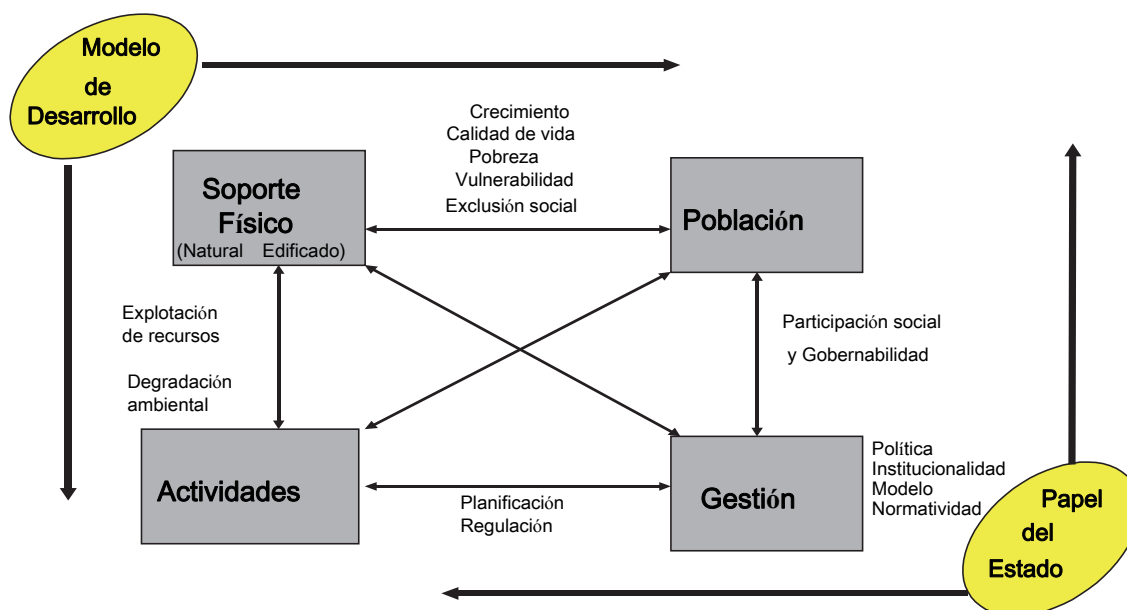 Modelo
de
Desarrollo
Crecimiento
Calidad de vida
Pobreza
Vulnerabilidad
Exclusión social
Soporte
Físico
(Natural Edificado)
Población
Explotación
de recursos
Degradación
ambiental
Participación social
y Gobernabilidad
Actividades
Planificación
Regulación
Gestión
Política
Institucionalidad
Modelo
Normatividad
Papel
del
Estado